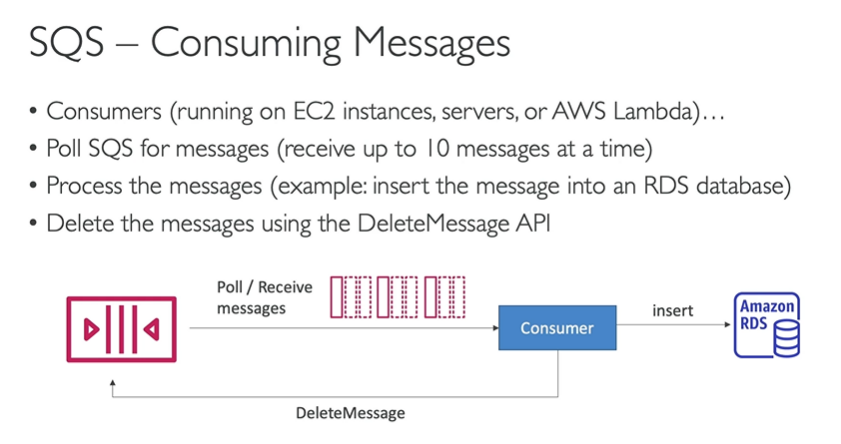 SQS – Consuming Messages
• Consumers (running on EC2 instances, servers, or AWS Lambda)…
• Poll SQS for messages (receive up to 10 messages at a time)
• Process the messages (example: insert the message into an RDS database)
• Delete the messages using the DeleteMessage API
Poll / Receive
messages
Consumer
insert
Amazon
RDS
DeleteMessage